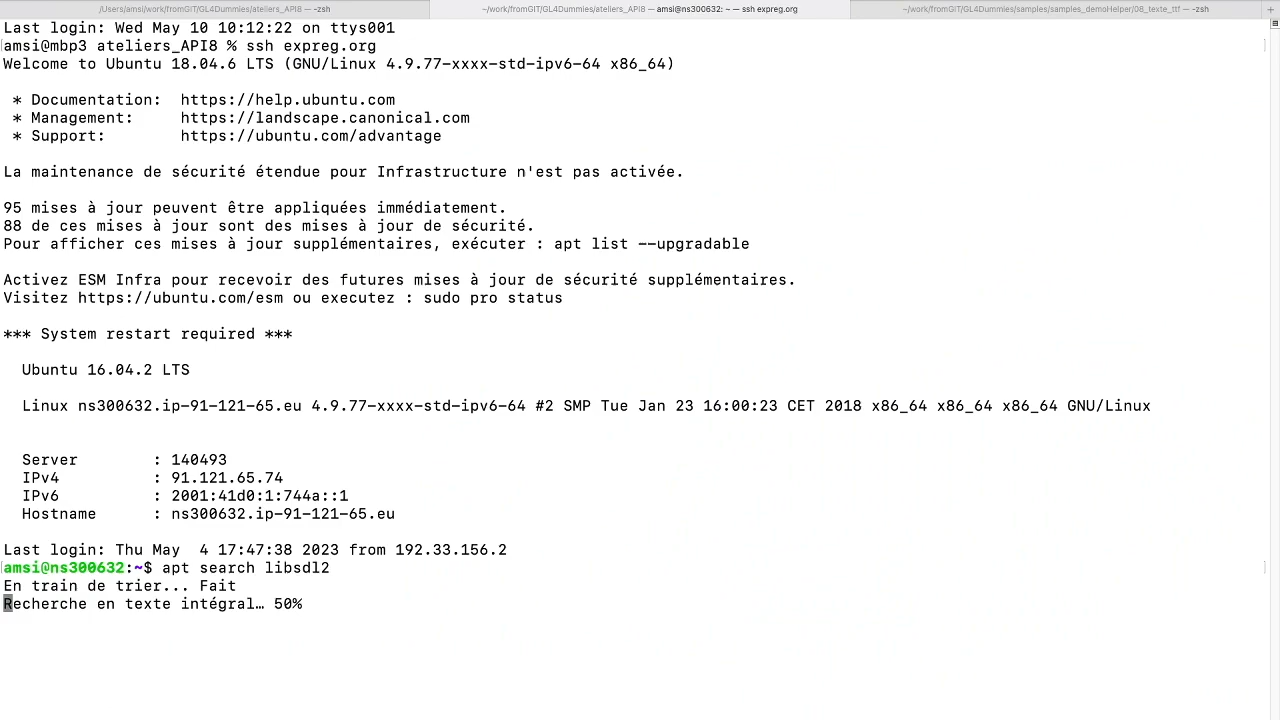 /Users/amsi/work/fromGIT/GL4Dummies/ateliers_API8 — -zsh
~/work/fromGIT/GL4Dummies/ateliers_API8 — amsi@ns300632: ~ — ssh expreg.org
~/work/fromGIT/GL4Dummies/samples/samples_demoHelper/08_texte_ttf — -zsh
Last login: Wed May 10 10:12:22 on ttys001
amsi@mbp3 ateliers_API8 % ssh expreg.org
Welcome to Ubuntu 18.04.6 LTS (GNU/Linux 4.9.77-xxxx-std-ipv6-64 x86_64)
* Documentation:  https://help.ubuntu.com
* Management:     https://landscape.canonical.com
* Support:        https://ubuntu.com/advantage
La maintenance de sécurité étendue pour Infrastructure n'est pas activée.
95 mises à jour peuvent être appliquées immédiatement.
88 de ces mises à jour sont des mises à jour de sécurité.
Pour afficher ces mises à jour supplémentaires, exécuter : apt list --upgradable
Activez ESM Infra pour recevoir des futures mises à jour de sécurité supplémentaires.
Visitez https://ubuntu.com/esm ou executez : sudo pro status
*** System restart required ***
Ubuntu 16.04.2 LTS
Linux ns300632.ip-91-121-65.eu 4.9.77-xxxx-std-ipv6-64 #2 SMP Tue Jan 23 16:00:23 CET 2018 x86_64 x86_64 x86_64 GNU/Linux
Server        : 140493
IPv4          : 91.121.65.74
IPv6          : 2001:41d0:1:744a::1
Hostname      : ns300632.ip-91-121-65.eu
Last login: Thu May  4 17:47:38 2023 from 192.33.156.2
amsi@ns300632:~$ apt search libsdl2
En train de trier... Fait
Recherche en texte intégral… 50%